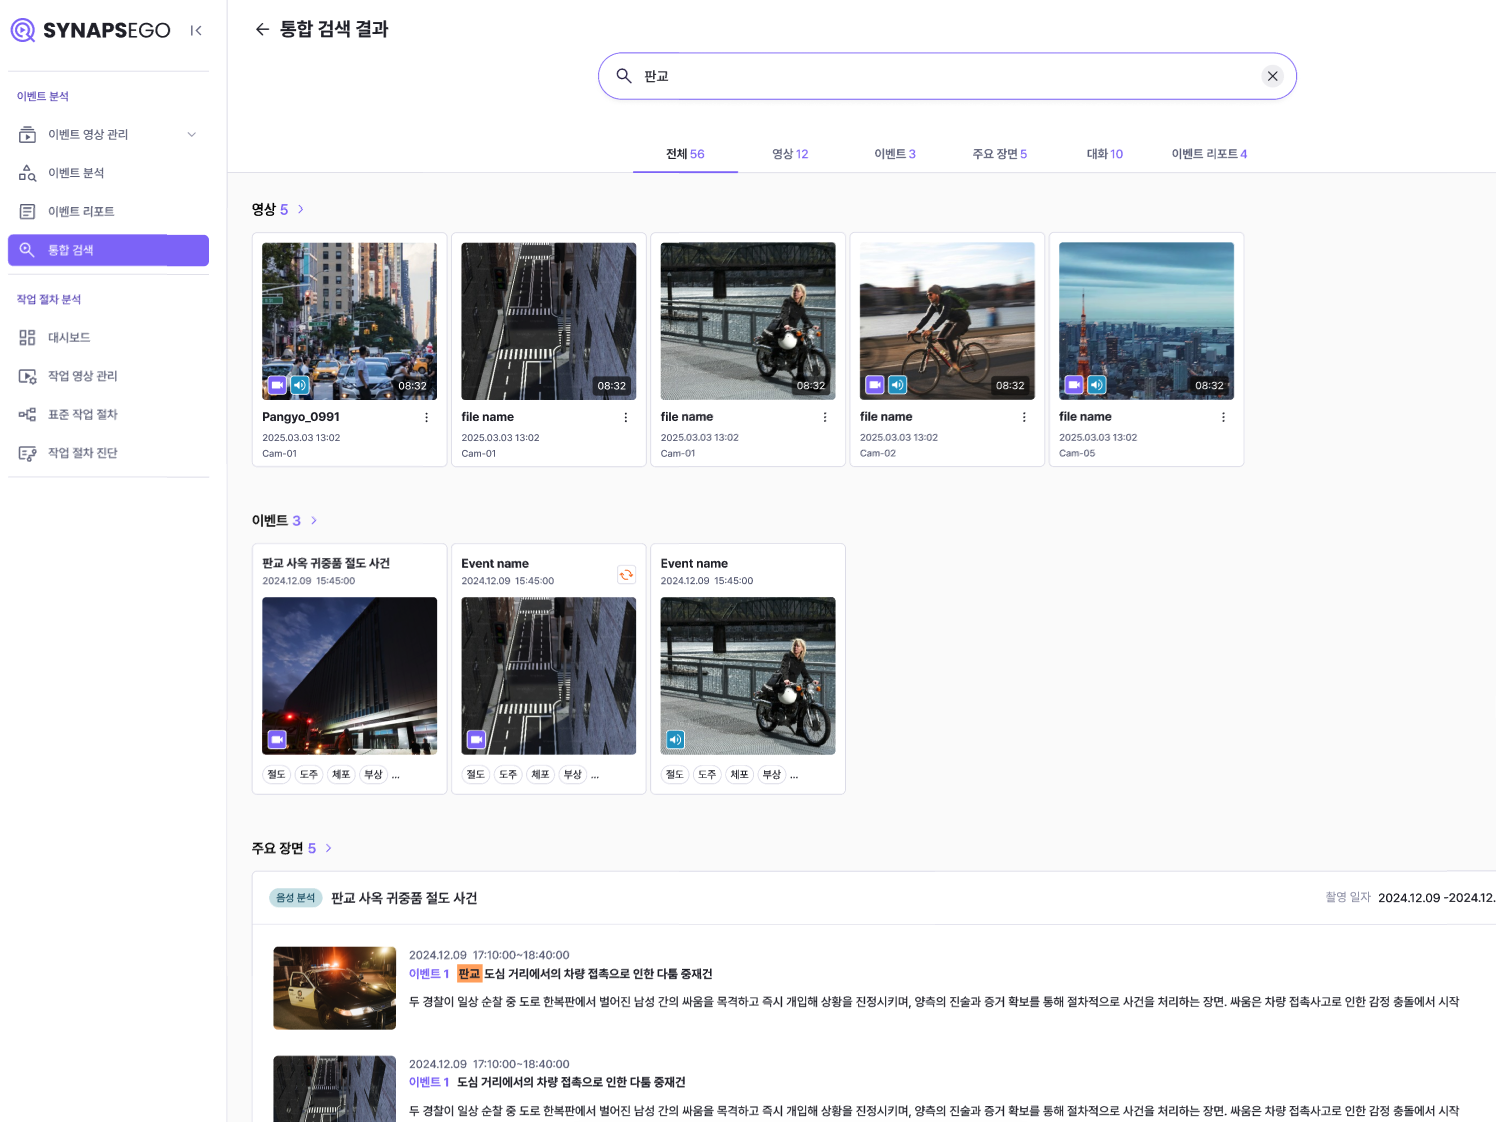 SYNAPSEGO
이벤트 분석
이벤트 영상 관리
이벤트 분석
이벤트 리포트
통합 검색
작업 절차 분석
대시보드
작업 영상 관리
표준 작업 절차
작업 절차 진단
통합 검색 결과
판교
전체 56 영상 12 이벤트 3 주요 장면 5 대화 10 이벤트 리포트 4
영상 5
08:32 08:32 08:32 08:32 08:32
Pangyo_0991 file name file name file name file name
2025.03.03 13:02 2025.03.03 13:02 2025.03.03 13:02 2025.03.03 13:02 2025.03.03 13:02
Cam-01 Cam-01 Cam-01 Cam-02 Cam-05
이벤트 3
판교 사옥 귀중품 절도 사건 Event name Event name
2024.12.09 15:45:00 2024.12.09 15:45:00 2024.12.09 15:45:00
절도 도주 체포 부상 ... 절도 도주 체포 부상 ... 절도 도주 체포 부상 ...
주요 장면 5
음성 분석 판교 사옥 귀중품 절도 사건 촬영 일자 2024.12.09 -2024.12.
2024.12.09 17:10:00~18:40:00
이벤트 1 판교 도심 거리에서의 차량 접촉으로 인한 다툼 중재건
두 경찰이 일상 순찰 중 도로 한복판에서 벌어진 남성 간의 싸움을 목격하고 즉시 개입해 상황을 진정시키며, 양측의 진술과 증거 확보를 통해 절차적으로 사건을 처리하는 장면. 싸움은 차량 접촉사고로 인한 감정 충돌에서 시작
2024.12.09 17:10:00~18:40:00
이벤트 1 도심 거리에서의 차량 접촉으로 인한 다툼 중재건
두 경찰이 일상 순찰 중 도로 한복판에서 벌어진 남성 간의 싸움을 목격하고 즉시 개입해 상황을 진정시키며, 양측의 진술과 증거 확보를 통해 절차적으로 사건을 처리하는 장면. 싸움은 차량 접촉사고로 인한 감정 충돌에서 시작